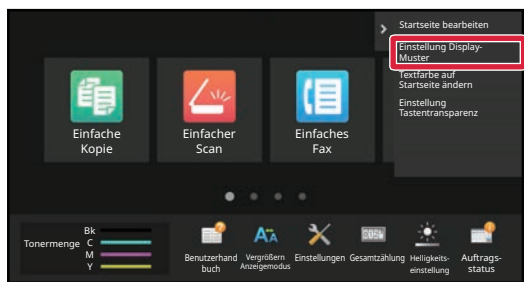 Startseite bearbeiten
Einstellung Display-
Muster
Textfarbe auf
Startseite ändern
Einstellung
Tastentransparenz
Einfache
Kopie
Einfacher
Scan
Einfaches
Fax
Tonermenge
Bk
C
M
Y
Benutzerhand
buch
Vergrößern
Anzeigemodus
Einstellungen
Gesamtzählung
Helligkeits-
einstellung
Auftrags-
status